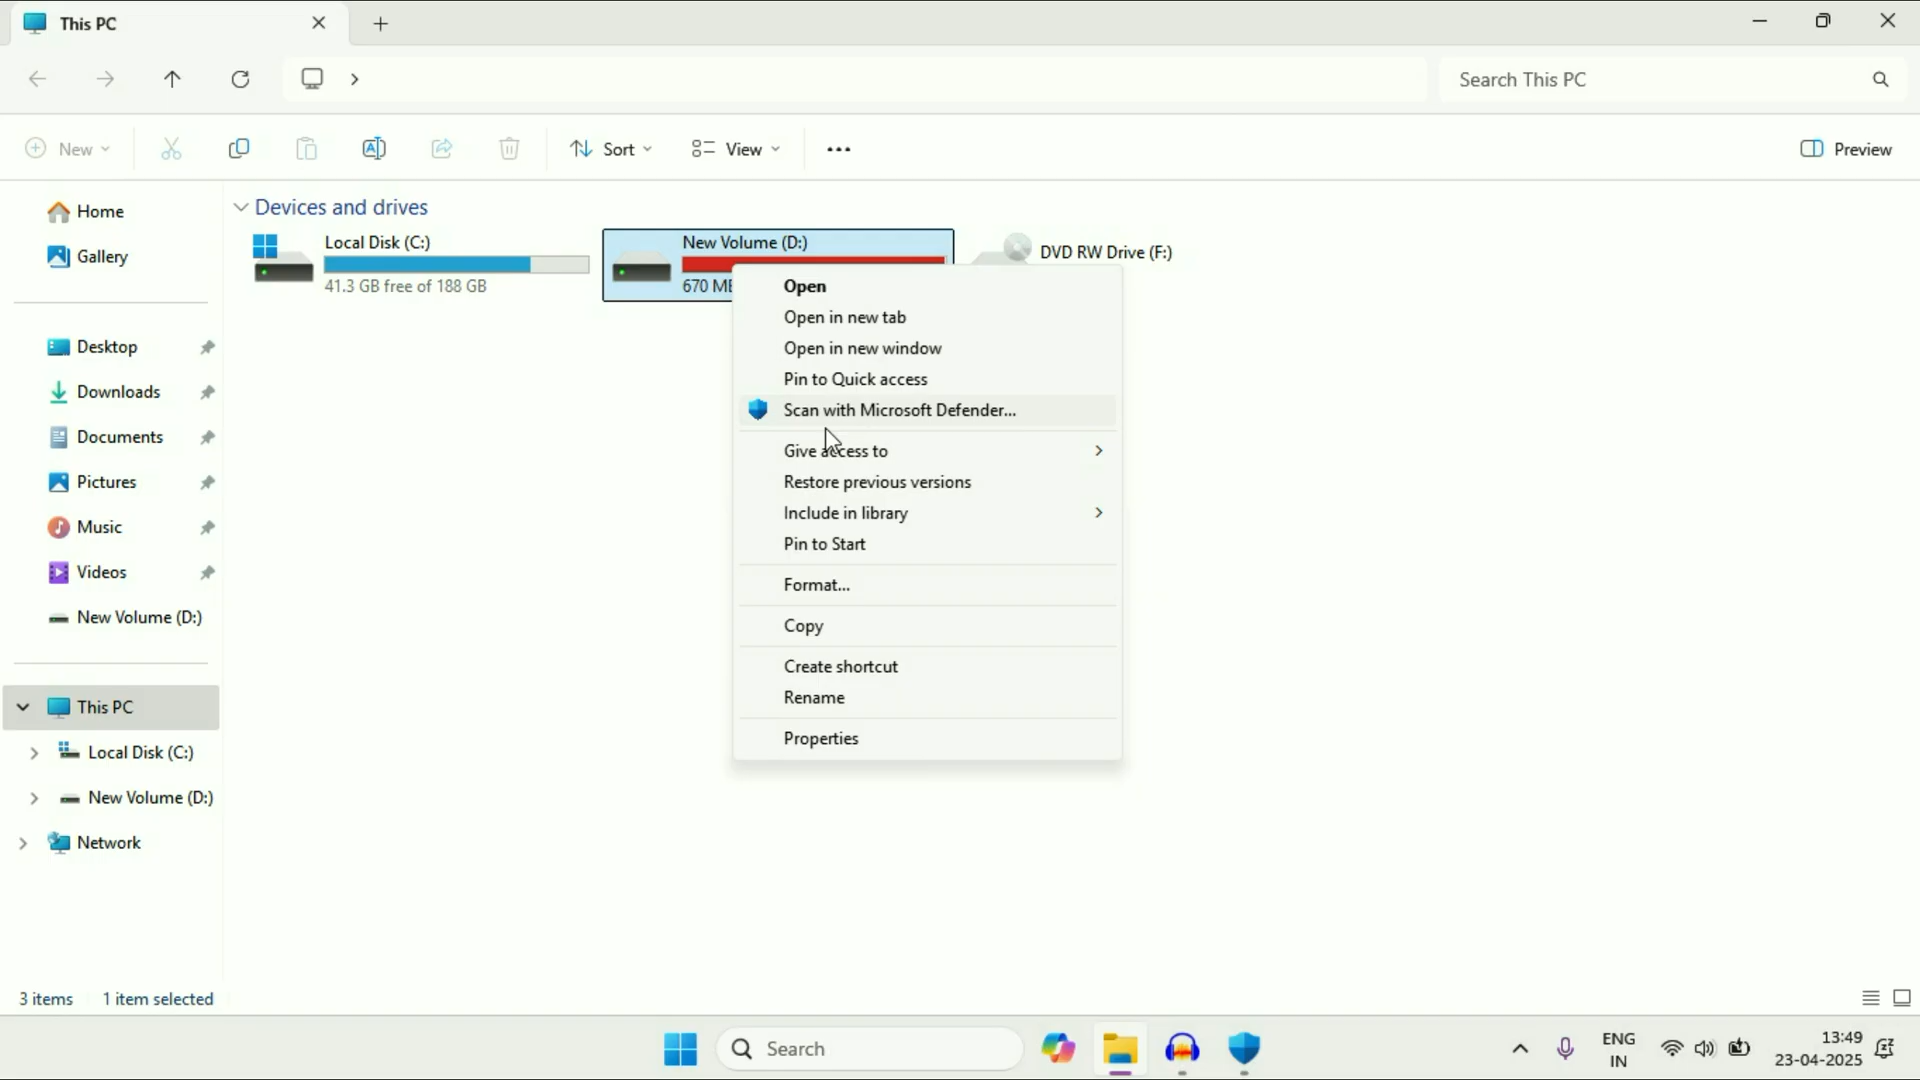 This PC
Search This PC
New
Sort
View
Preview
Home
Gallery
Desktop
Downloads
Documents
Pictures
Music
Videos
New Volume (D:)
This PC
Local Disk (C:)
New Volume (D:)
Network
Devices and drives
Local Disk (C:)
41.3 GB free of 188 GB
New Volume (D:)
670
DVD RW Drive (F:)
Open
Open in new tab
Open in new window
Pin to Quick access
Scan with Microsoft Defender...
Give access to
Restore previous versions
Include in library
Pin to Start
Format...
Copy
Create shortcut
Rename
Properties
3 items 1 item selected
Search
ENG
IN
13:49
23-04-2025